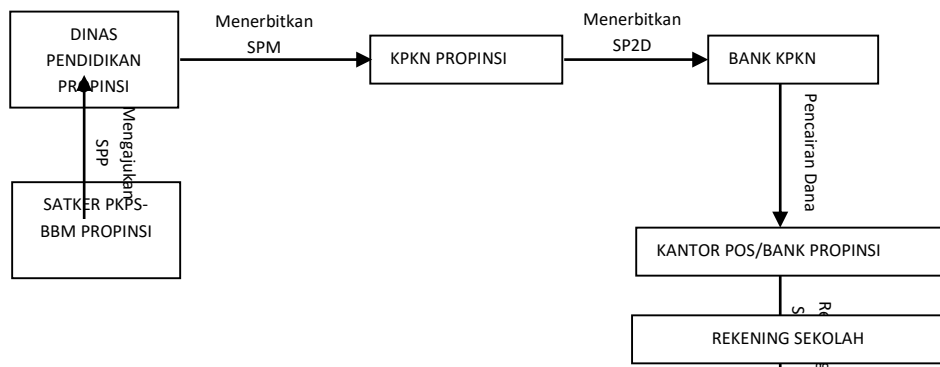 Menerbitkan
SPM
Menerbitkan
SP2D
DINAS
PENDIDIKAN
PROPINSI
KPKN PROPINSI
BANK KPKN
Mengajukan
SPP
Pencairan Dana
SATKER PKPS-
BBM PROPINSI
KANTOR POS/BANK PROPINSI
REKENING SEKOLAH